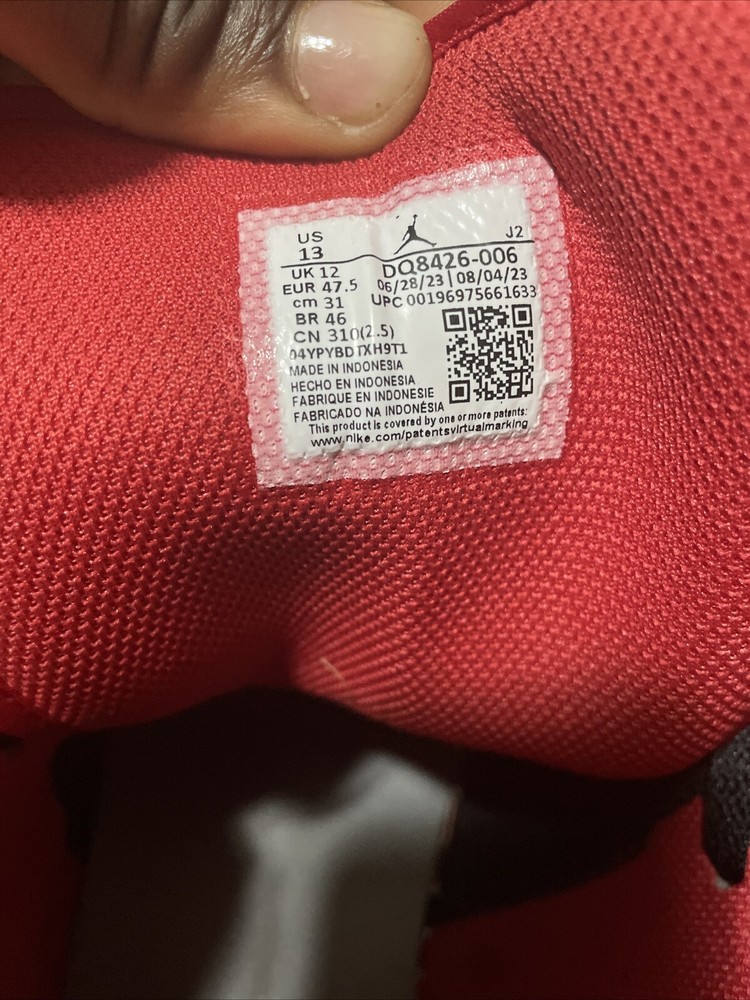 US
13
J2
UK 12
DQ8426-006
EUR 47.5
06/28/23 | 08/04/23
cm 31
UPC 00196975661633
BR 46
CN 310(2.5)
04YPYBDTXH9T1
MADE IN INDONESIA
HECHO EN INDONESIA
FABRIQUE EN INDONESIE
FABRICADO NA INDONÉSIA
This product is covered by one or more patents:
www.nike.com/patentsvirtualmarking